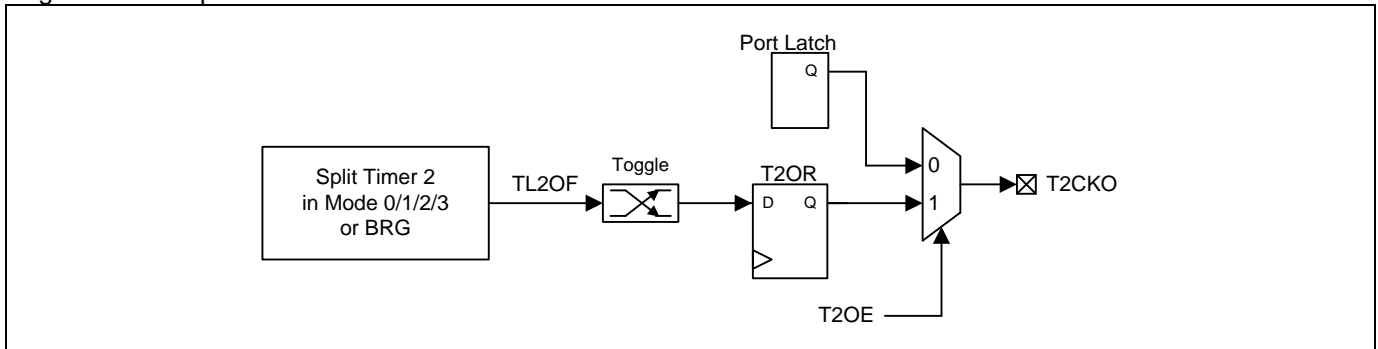 Port Latch
Q
0
Split Timer 2
in Mode 0/1/2/3
or BRG
TL2OF
Toggle
T2OR
D
Q
1
T2CKO
T2OE